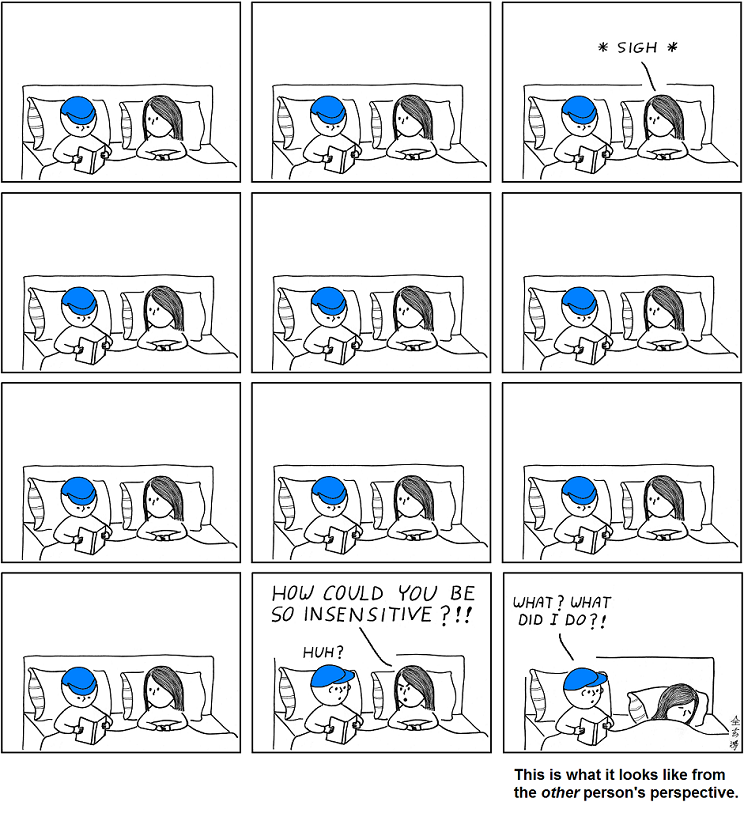 * SIGH *
HOW COULD YOU BE
SO INSENSITIVE?!!
HUH?
WHAT? WHAT
DID I DO?!
This is what it looks like from
the other person's perspective.